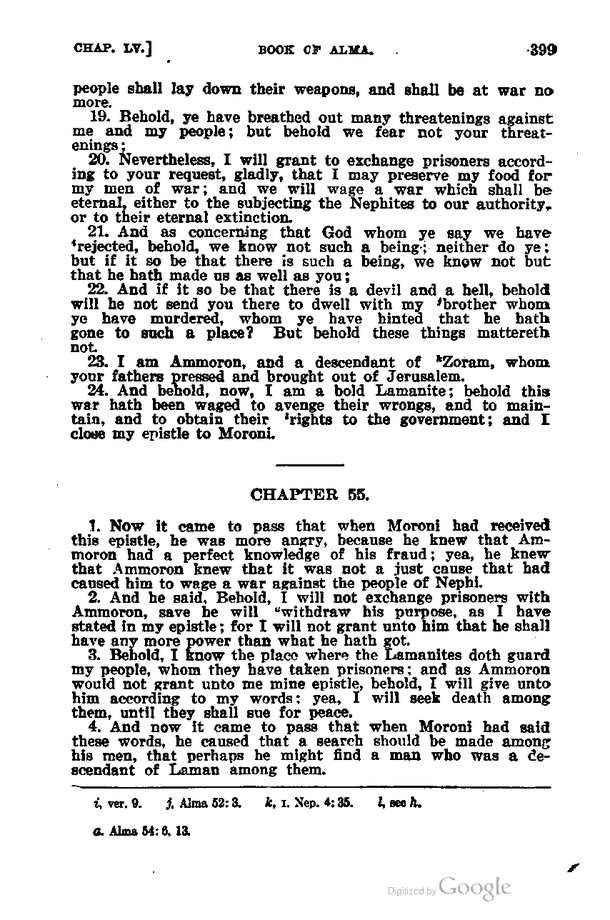 CHAP. LV.] BOOK OF ALMA. 399
people shall lay down their weapons, and shall be at war no
more.
19. Behold, ye have breathed out many threatenings against
me and my people; but behold we fear not your threat-
enings;
20. Nevertheless, I will grant to exchange prisoners accord-
ing to your request, gladly, that I may preserve my food for
my men of war; and we will wage a war which shall be
eternal, either to the subjecting the Nephites to our authority,
or to their eternal extinction.
21. And as concerning that God whom ye say we have
ⁱrejected, behold, we know not such a being; neither do ye;
but if it so be that there is such a being, we know not but
that he hath made us as well as you;
22. And if it so be that there is a devil and a hell, behold
will he not send you there to dwell with my ʲbrother whom
ye have murdered, whom ye have hinted that he hath
gone to such a place? But behold these things mattereth
not.
23. I am Ammoron, and a descendant of ᵏZoram, whom
your fathers pressed and brought out of Jerusalem.
24. And behold, now, I am a bold Lamanite; behold this
war hath been waged to avenge their wrongs, and to main-
tain, and to obtain their ˡrights to the government; and I
close my epistle to Moroni.
CHAPTER 55.
1. Now it came to pass that when Moroni had received
this epistle, he was more angry, because he knew that Am-
moron had a perfect knowledge of his fraud; yea, he knew
that Ammoron knew that it was not a just cause that had
caused him to wage a war against the people of Nephi.
2. And he said, Behold, I will not exchange prisoners with
Ammoron, save he will ᵃwithdraw his purpose, as I have
stated in my epistle; for I will not grant unto him that he shall
have any more power than what he hath got.
3. Behold, I know the place where the Lamanites doth guard
my people, whom they have taken prisoners; and as Ammoron
would not grant unto me mine epistle, behold, I will give unto
him according to my words; yea, I will seek death among
them, until they shall sue for peace.
4. And now it came to pass that when Moroni had said
these words, he caused that a search should be made among
his men, that perhaps he might find a man who was a de-
scendant of Laman among them.
i, ver. 9. j, Alma 52:3. k, I. Nep. 4:35. l, see h.
a. Alma 54:6, 13.
Digitized by Google